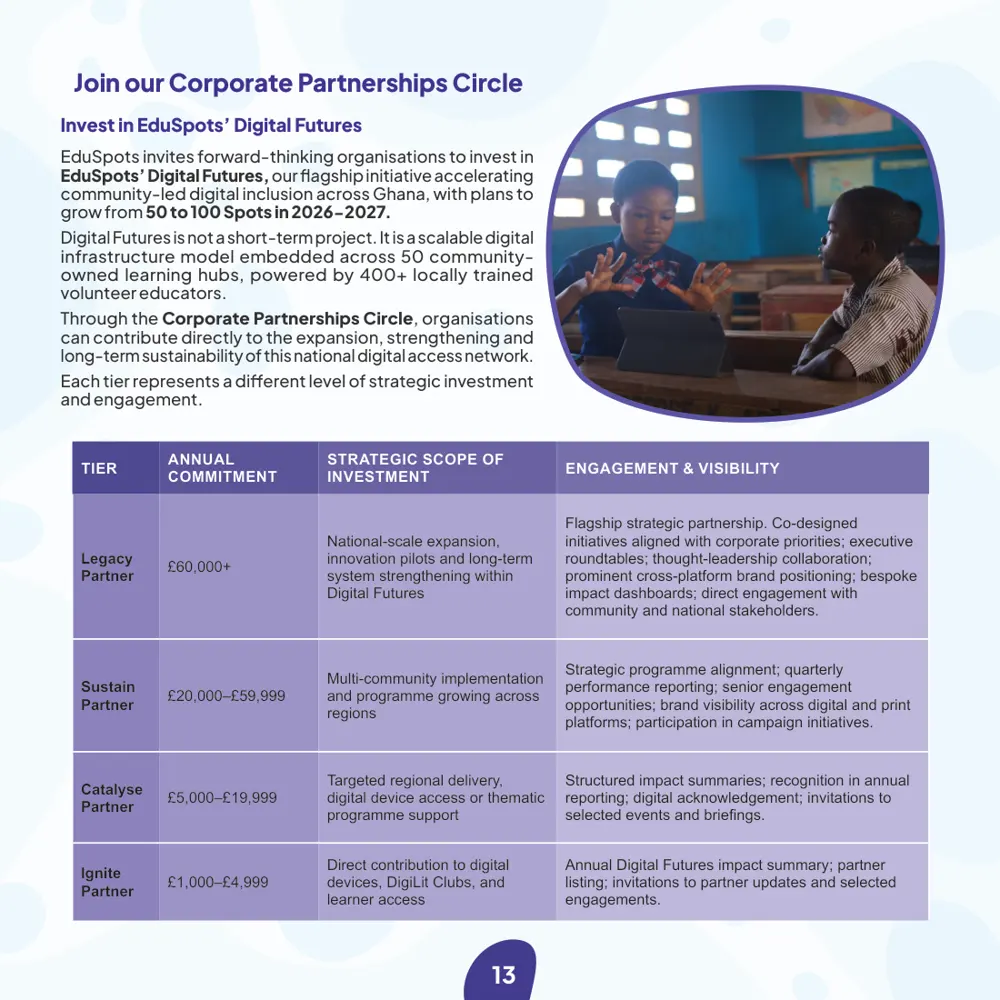 Join our Corporate Partnerships Circle
Invest in EduSpots’ Digital Futures
EduSpots invites forward-thinking organisations to invest in
EduSpots’ Digital Futures, our flagship initiative accelerating
community-led digital inclusion across Ghana, with plans to
grow from 50 to 100 Spots in 2026–2027.
Digital Futures is not a short-term project. It is a scalable digital
infrastructure model embedded across 50 community-
owned learning hubs, powered by 400+ locally trained
volunteer educators.
Through the Corporate Partnerships Circle, organisations
can contribute directly to the expansion, strengthening and
long-term sustainability of this national digital access network.
Each tier represents a different level of strategic investment
and engagement.
TIER
ANNUAL
COMMITMENT
STRATEGIC SCOPE OF
INVESTMENT
ENGAGEMENT & VISIBILITY
Legacy
Partner
£60,000+
National-scale expansion,
innovation pilots and long-term
system strengthening within
Digital Futures
Flagship strategic partnership. Co-designed
initiatives aligned with corporate priorities; executive
roundtables; thought-leadership collaboration;
prominent cross-platform brand positioning; bespoke
impact dashboards; direct engagement with
community and national stakeholders.
Sustain
Partner
£20,000–£59,999
Multi-community implementation
and programme growing across
regions
Strategic programme alignment; quarterly
performance reporting; senior engagement
opportunities; brand visibility across digital and print
platforms; participation in campaign initiatives.
Catalyse
Partner
£5,000–£19,999
Targeted regional delivery,
digital device access or thematic
programme support
Structured impact summaries; recognition in annual
reporting; digital acknowledgement; invitations to
selected events and briefings.
Ignite
Partner
£1,000–£4,999
Direct contribution to digital
devices, DigiLit Clubs, and
learner access
Annual Digital Futures impact summary; partner
listing; invitations to partner updates and selected
engagements.
13